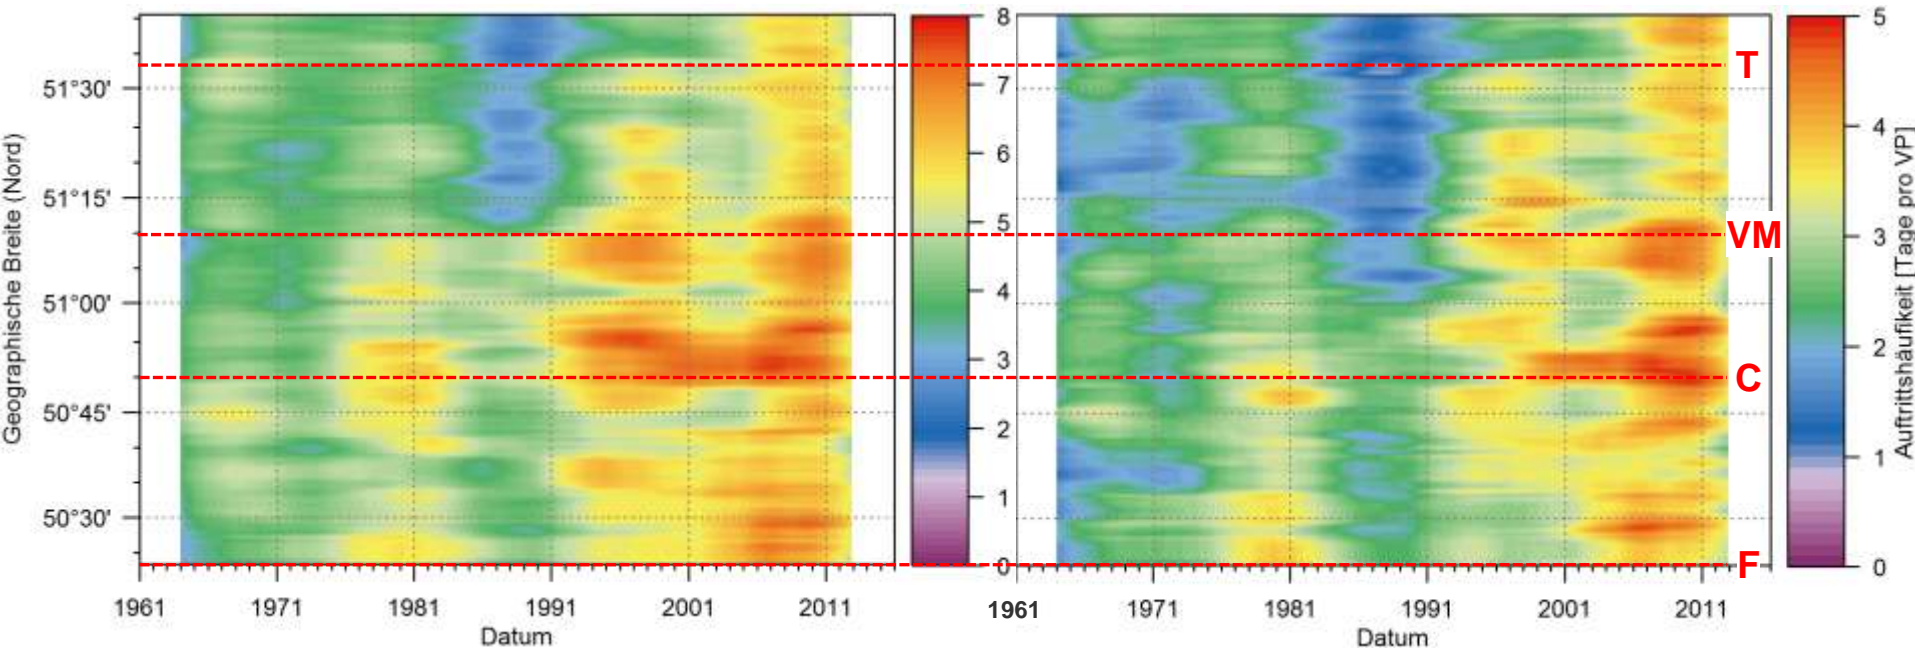 Geographische Breite (Nord)
51°30'
51°15'
51°00'
50°45'
50°30'
1961 1971 1981 1991 2001 2011
Datum
8
7
6
5
4
3
2
1
0
1961 1971 1981 1991 2001 2011
Datum
T
VM
C
F
5
4
3
2
1
0
Auftrittshäufikeit [Tage pro VP]